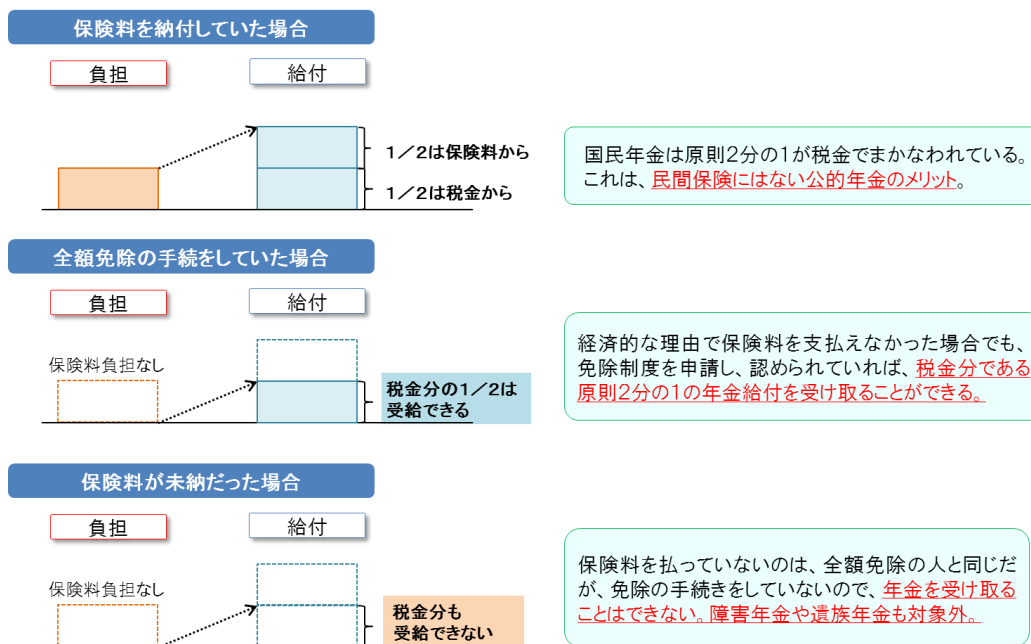 保険料を納付していた場合
負担
給付
1／2は保険料から
1／2は税金から
国民年金は原則2分の1が税金でまかなわれている。
これは、民間保険にはない公的年金のメリット。
全額免除の手続をしていた場合
負担
給付
保険料負担なし
税金分の1／2は
受給できる
経済的な理由で保険料を支払えなかった場合でも、
免除制度を申請し、認められていれば、税金分である
原則2分の1の年金給付を受け取ることができる。
保険料が未納だった場合
負担
給付
保険料負担なし
税金分も
受給できない
保険料を払っていないのは、全額免除の人と同じだ
が、免除の手続きをしていないので、年金を受け取る
ことはできない。障害年金や遺族年金も対象外。